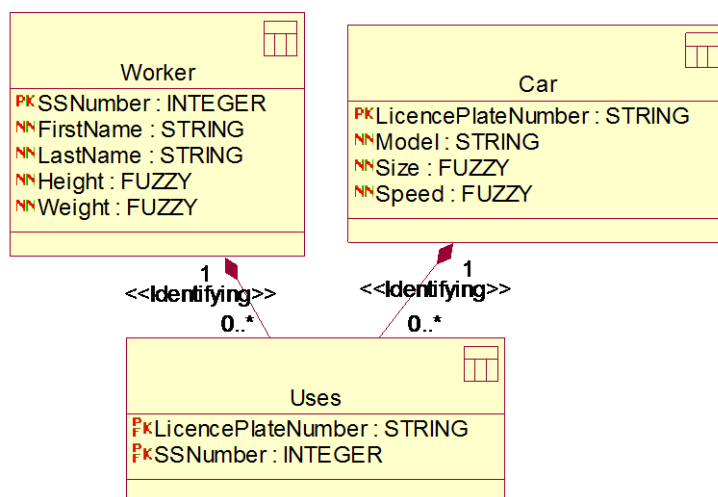 Worker
PK SSNumber : INTEGER
NN FirstName : STRING
NN LastName : STRING
NN Height : FUZZY
NN Weight : FUZZY
Car
PK LicencePlateNumber : STRING
NN Model : STRING
NN Size : FUZZY
NN Speed : FUZZY
1
<<Identifying>>
0..*
1
<<Identifying>>
0..*
Uses
PFK LicencePlateNumber : STRING
PFK SSNumber : INTEGER